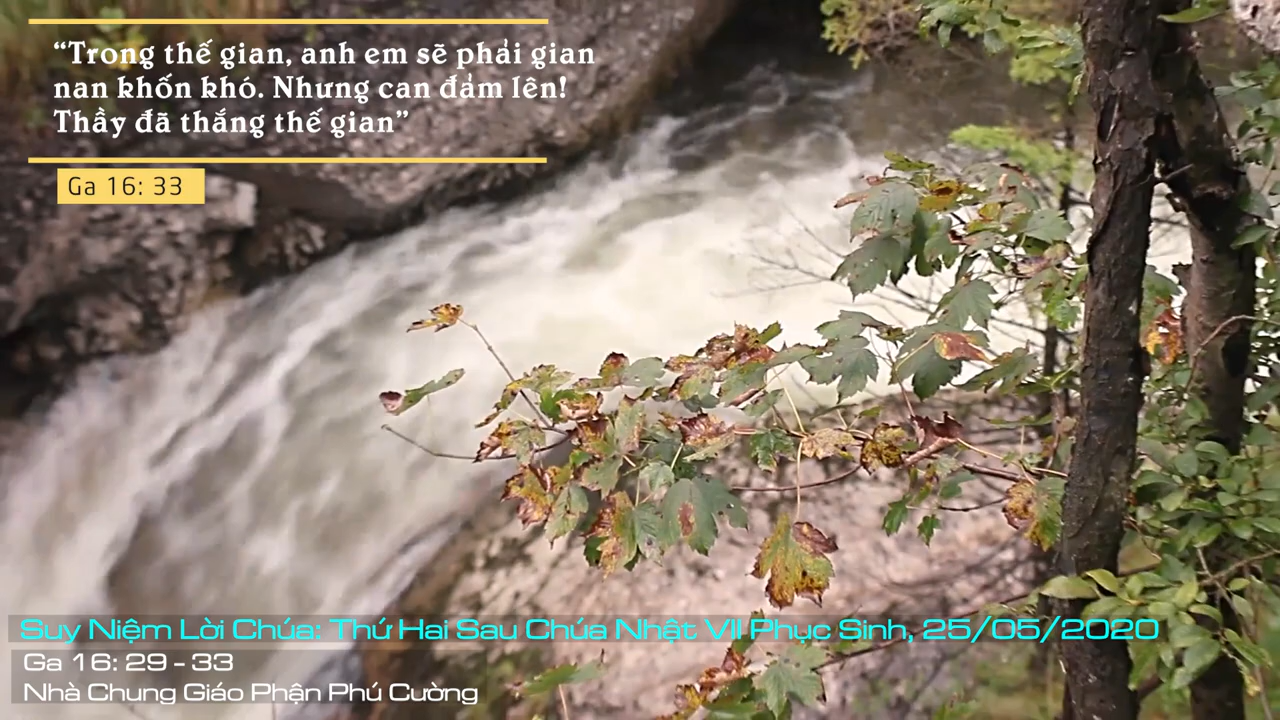 “Trong thế gian, anh em sẽ phải gian
nan khốn khó. Nhưng can đảm lên!
Thầy đã thắng thế gian”
Ga 16: 33
Suy Niệm Lời Chúa: Thứ Hai Sau Chúa Nhật VII Phục Sinh, 25/05/2020
Ga 16: 29 - 33
Nhà Chung Giáo Phận Phú Cường